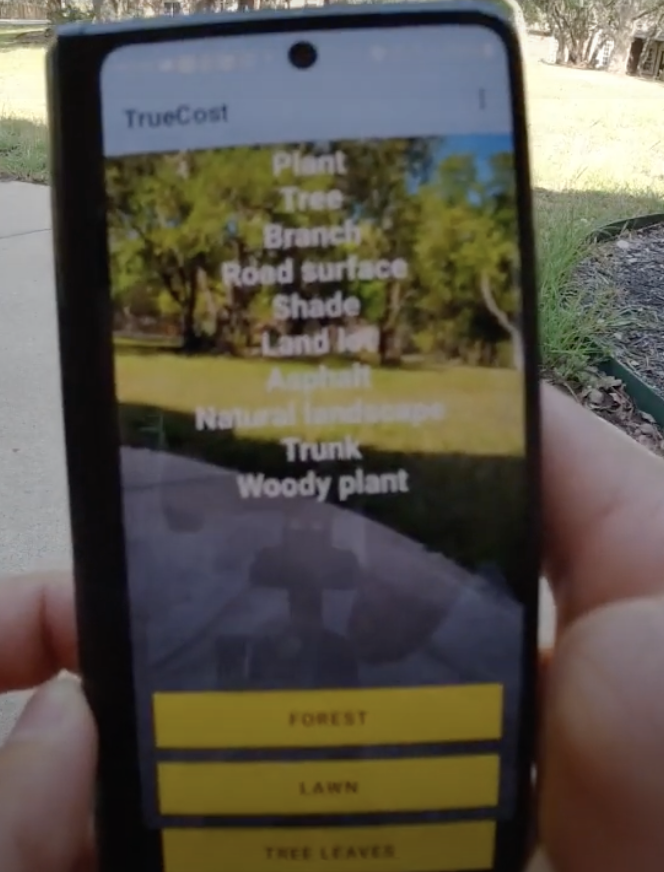 TrueCost
Plant
Tree
Branch
Road surface
Shade
Land lot
Asphalt
Natural landscape
Trunk
Woody plant
FOREST
LAWN
TREE LEAVES